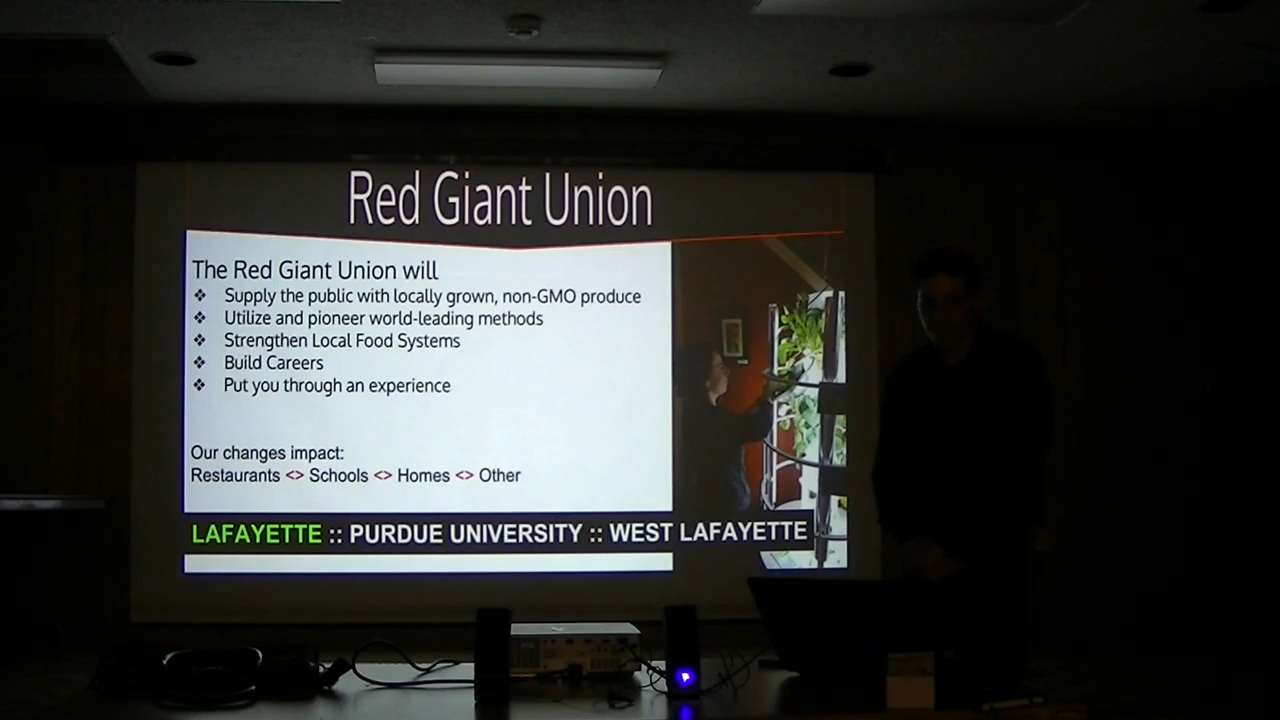 Red Giant Union
The Red Giant Union will
❖ Supply the public with locally grown, non-GMO produce
❖ Utilize and pioneer world-leading methods
❖ Strengthen Local Food Systems
❖ Build Careers
❖ Put you through an experience
Our changes impact:
Restaurants <> Schools <> Homes <> Other
LAFAYETTE :: PURDUE UNIVERSITY :: WEST LAFAYETTE